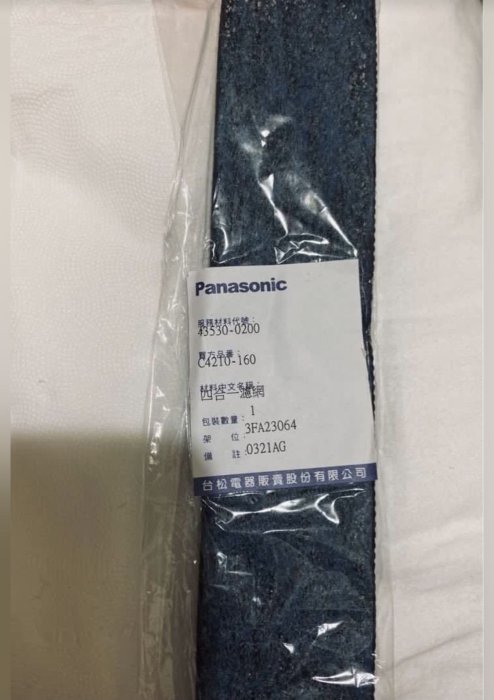 Panasonic
服務材料代號：
43530-0200
賣方品番：
C4210-160
材料中文名稱：
四合一濾網
包裝數量： 1
架 位：3FA23064
備 註：0321AG
台松電器販賣股份有限公司